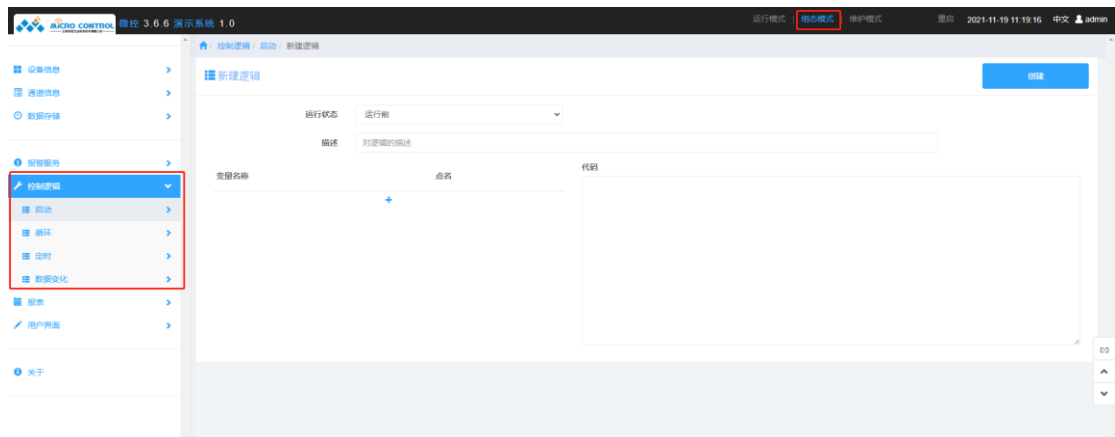 MiCRO CONTROL 微控 3.6.6 演示系统 1.0
运行模式 | 组态模式 | 维护模式 重启 2021-11-19 11:19:16 中文 admin
/ 控制逻辑 / 启动 / 新建逻辑
设备信息
通道信息
数据存储
报警服务
控制逻辑
启动
循环
定时
数据变化
报表
用户界面
关于
新建逻辑
创建
运行状态 运行前
描述 对逻辑的描述
变量名称 点名
+
代码